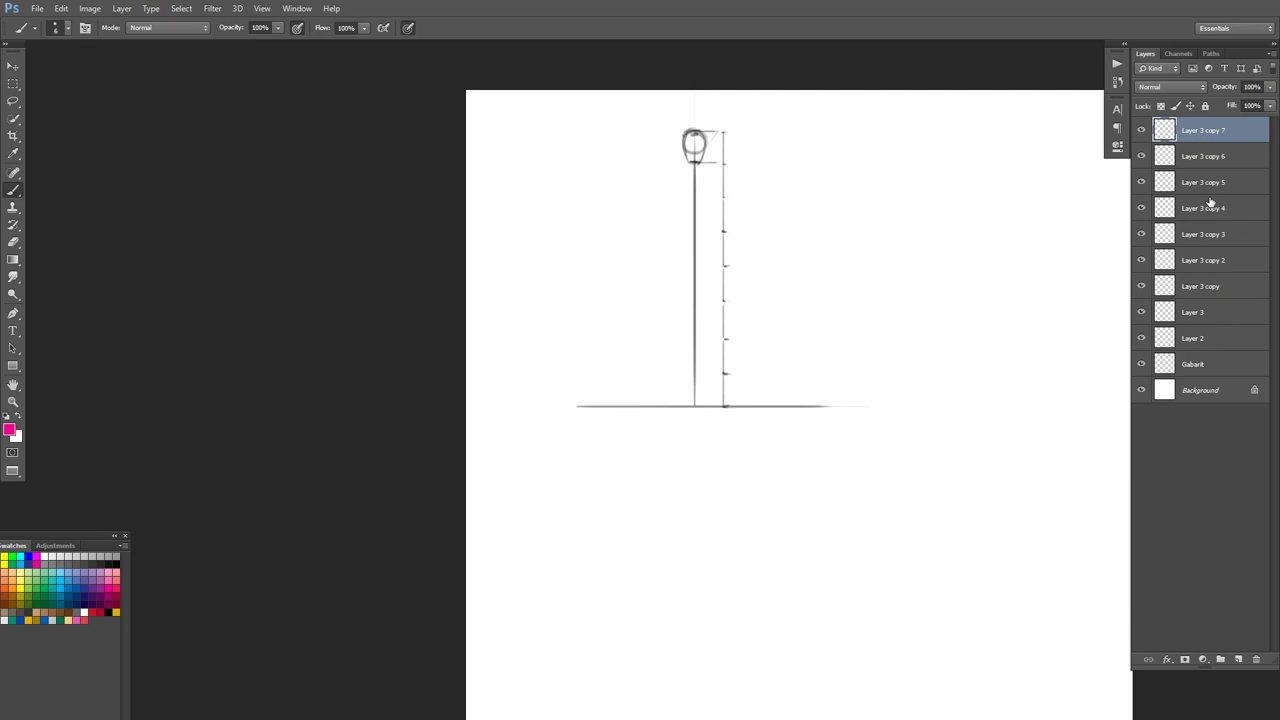 Ps File Edit Image Layer Type Select Filter 3D View Window Help
6 Mode: Normal Opacity: 100% Flow: 100% Essentials
Layers Channels Paths
Kind
Normal Opacity: 100%
Lock: Fill: 100%
Layer 3 copy 7
Layer 3 copy 6
Layer 3 copy 5
Layer 3 copy 4
Layer 3 copy 3
Layer 3 copy 2
Layer 3 copy
Layer 3
Layer 2
Gabarit
Background
Swatches Adjustments